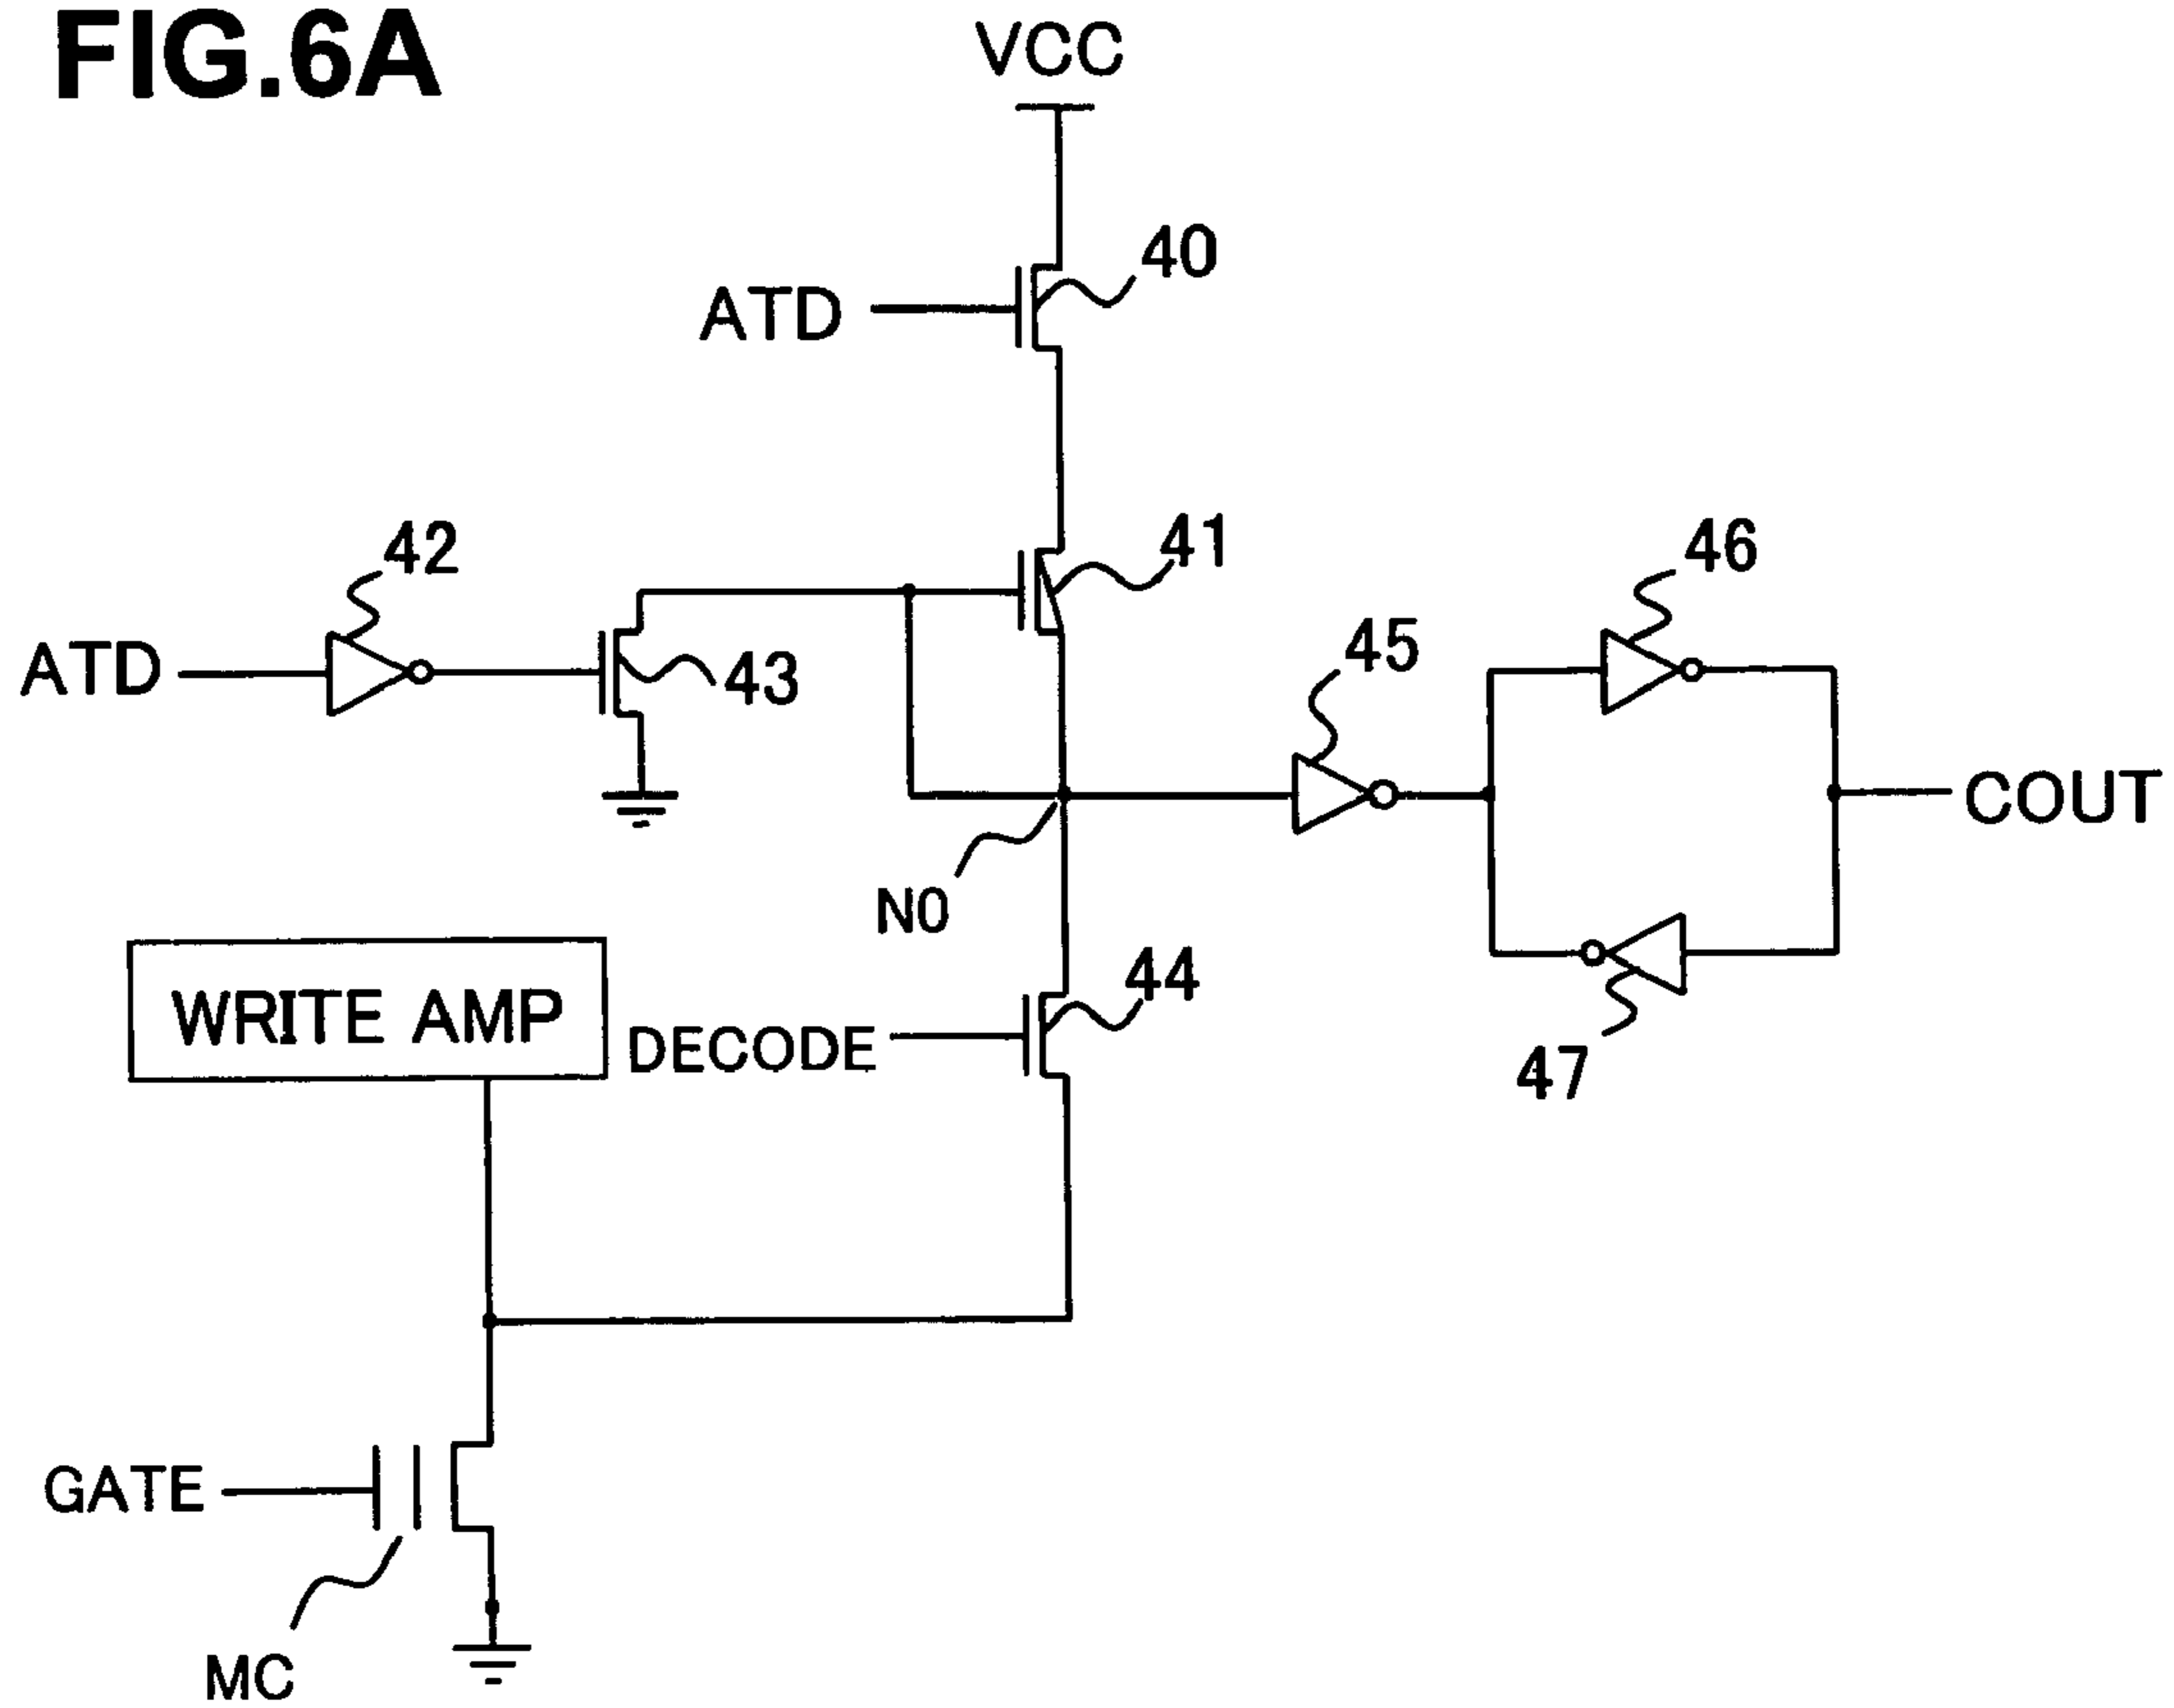 FIG.6A
VCC
40
ATD
41
42
46
45
ATD
43
COUT
N0
44
WRITE AMP
DECODE
47
GATE
MC